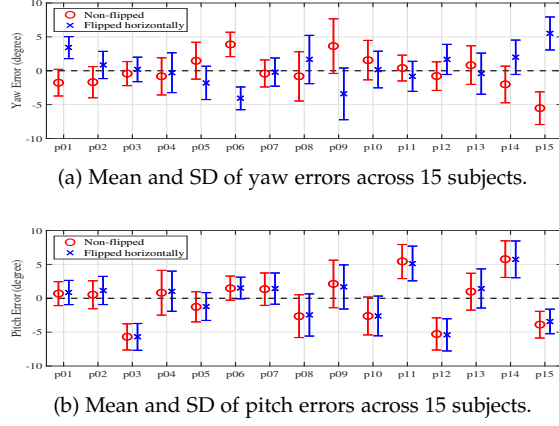 10
Non-flipped
Flipped horizontally
5
0
-5
-10
Yaw Error (degree)
p01 p02 p03 p04 p05 p06 p07 p08 p09 p10 p11 p12 p13 p14 p15
(a) Mean and SD of yaw errors across 15 subjects.
10
Non-flipped
Flipped horizontally
5
0
-5
-10
Pitch Error (degree)
p01 p02 p03 p04 p05 p06 p07 p08 p09 p10 p11 p12 p13 p14 p15
(b) Mean and SD of pitch errors across 15 subjects.